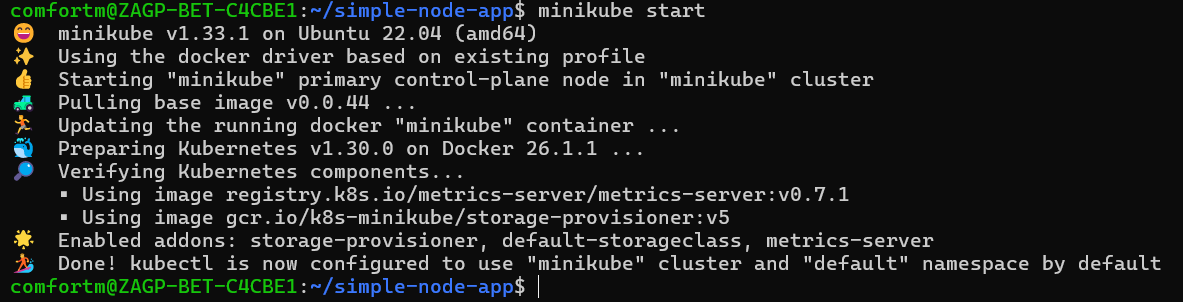 comfortm@ZAGP-BET-C4CBE1:~/simple-node-app$ minikube start
😄 minikube v1.33.1 on Ubuntu 22.04 (amd64)
✨ Using the docker driver based on existing profile
👍 Starting "minikube" primary control-plane node in "minikube" cluster
🚜 Pulling base image v0.0.44 ...
🏃 Updating the running docker "minikube" container ...
🐳 Preparing Kubernetes v1.30.0 on Docker 26.1.1 ...
🔎 Verifying Kubernetes components...
▪ Using image registry.k8s.io/metrics-server/metrics-server:v0.7.1
▪ Using image gcr.io/k8s-minikube/storage-provisioner:v5
🌟 Enabled addons: storage-provisioner, default-storageclass, metrics-server
🏄 Done! kubectl is now configured to use "minikube" cluster and "default" namespace by default
comfortm@ZAGP-BET-C4CBE1:~/simple-node-app$